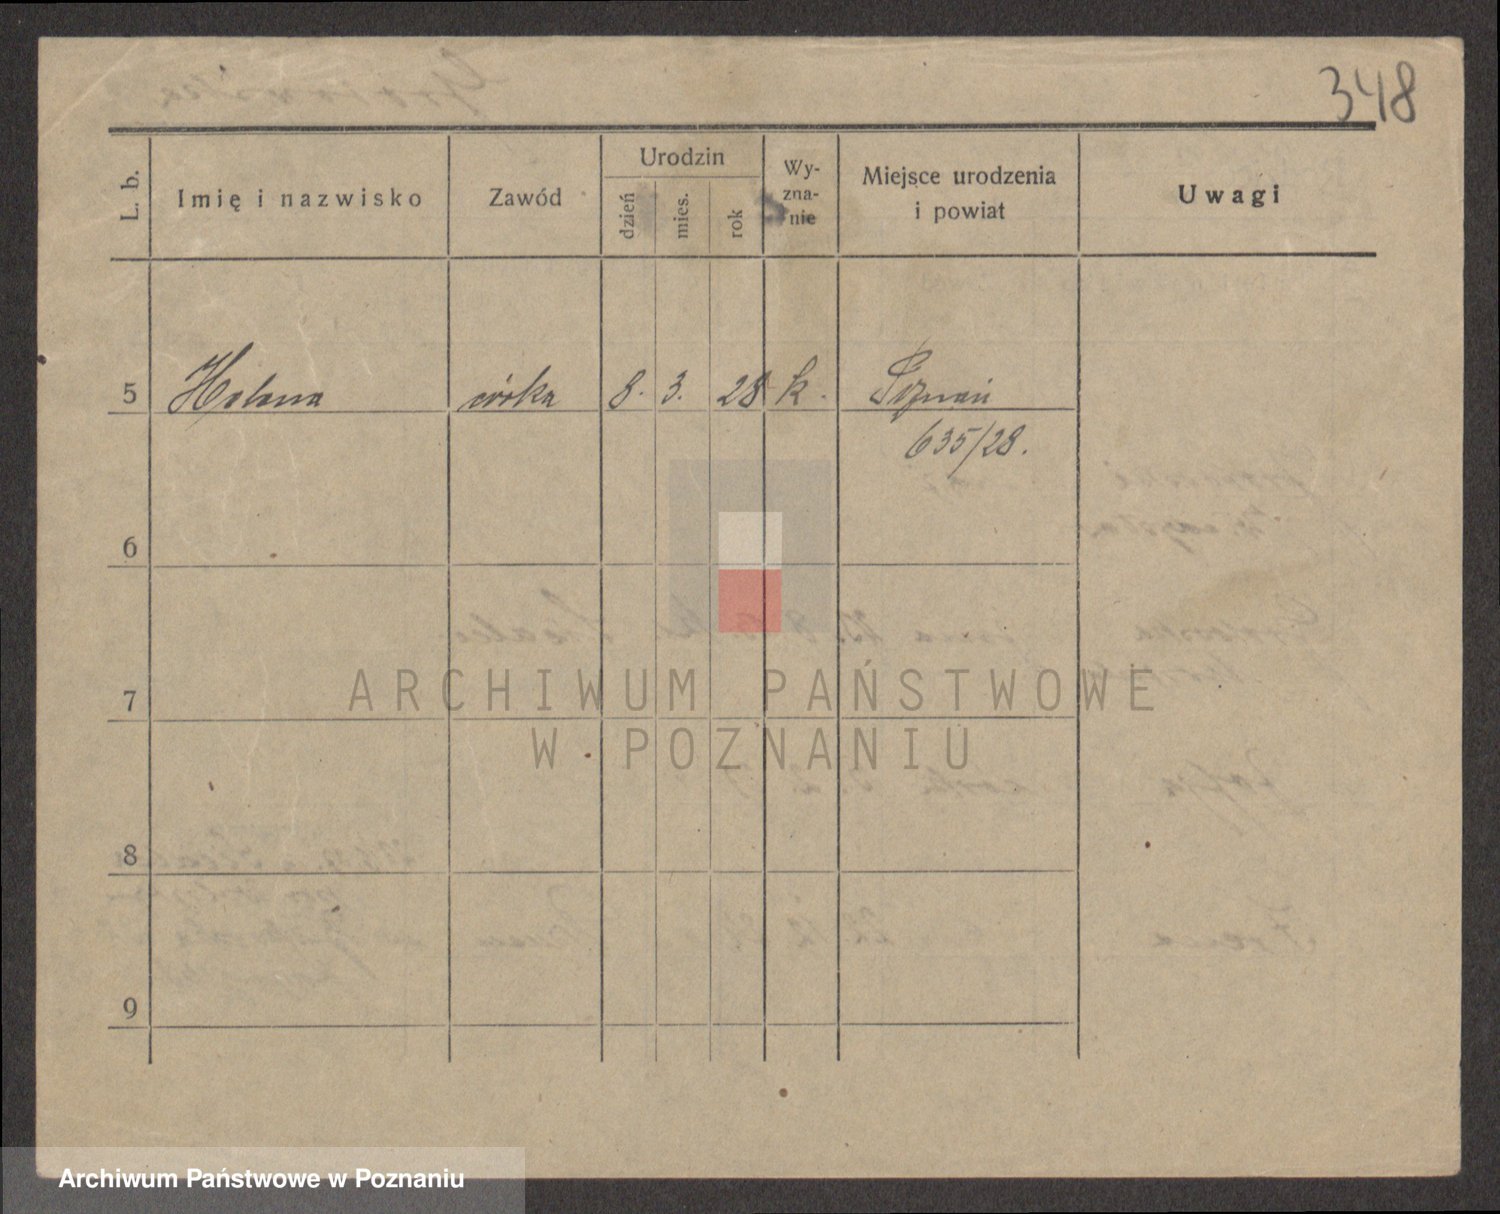 348
L. b.
Imię i nazwisko
Zawód
Urodzin
dzień
mies.
rok
Wy-
zna-
nie
Miejsce urodzenia
i powiat
Uwagi
5 Helena córka 8. 3. 28 k. Poznań
635/28.
6
7
8
9
ARCHIWUM PAŃSTWOWE
W POZNANIU
Archiwum Państwowe w Poznaniu